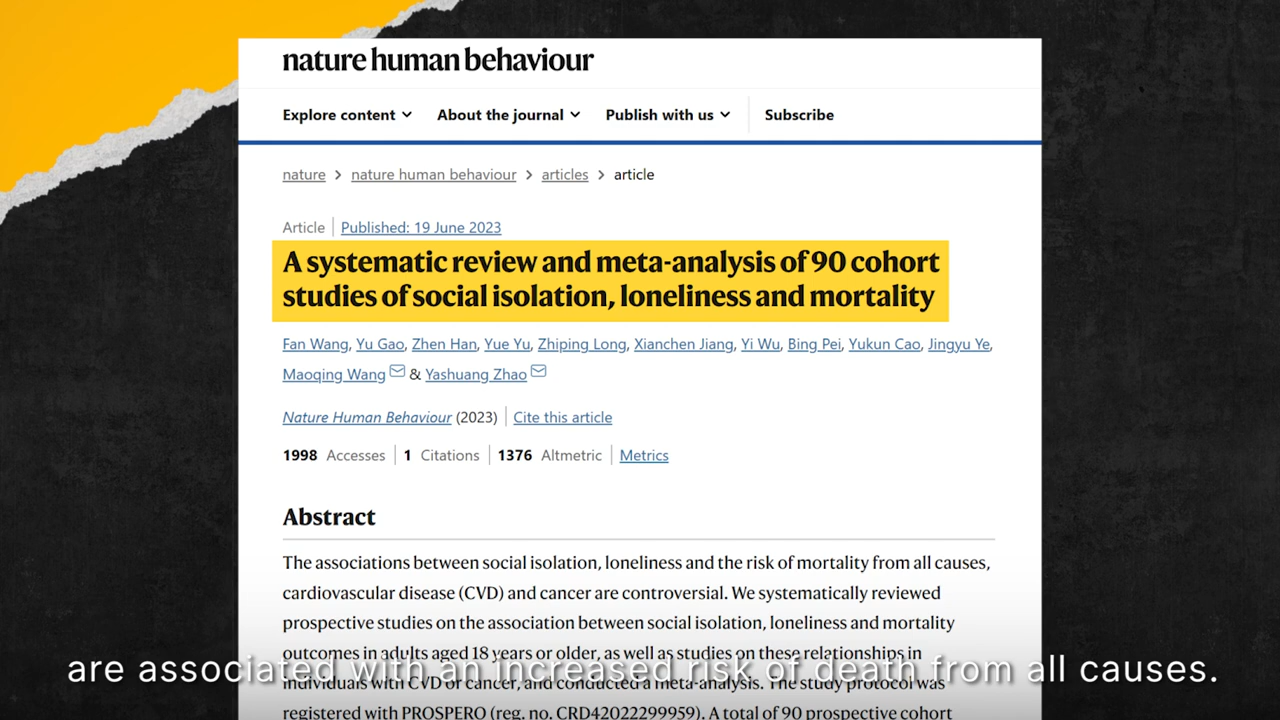 nature human behaviour
Explore content About the journal Publish with us Subscribe
nature > nature human behaviour > articles > article
Article | Published: 19 June 2023
A systematic review and meta-analysis of 90 cohort
studies of social isolation, loneliness and mortality
Fan Wang, Yu Gao, Zhen Han, Yue Yu, Zhiping Long, Xianchen Jiang, Yi Wu, Bing Pei, Yukun Cao, Jingyu Ye,
Maoqing Wang & Yashuang Zhao
Nature Human Behaviour (2023) | Cite this article
1998 Accesses | 1 Citations | 1376 Altmetric | Metrics
Abstract
The associations between social isolation, loneliness and the risk of mortality from all causes,
cardiovascular disease (CVD) and cancer are controversial. We systematically reviewed
prospective studies on the association between social isolation, loneliness and mortality
outcomes in adults aged 18 years or older, as well as studies on these relationships in
are associated with an increased risk of death from all causes.
individuals with CVD or cancer, and conducted a meta-analysis. The study protocol was
registered with PROSPERO (reg. no. CRD42022299959). A total of 90 prospective cohort